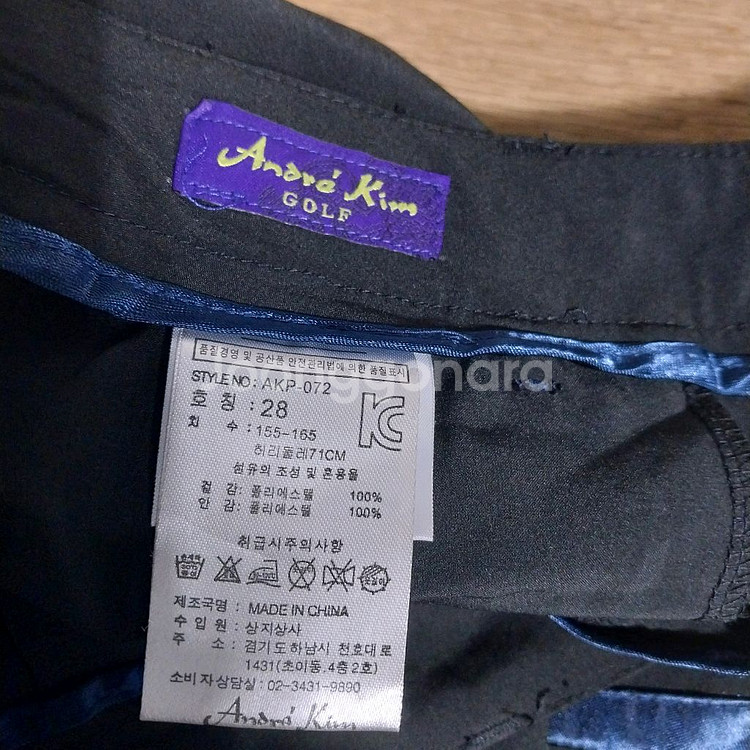 André Kim
GOLF
품질경영 및 공산품 안전관리법에 의한 품질표시
joonggonara
STYLE NO: AKP-072
호 칭 : 28
치 수 : 155-165
허리둘레71CM
섬유의 조성 및 혼용율
겉 감: 폴리에스텔 100%
안 감: 폴리에스텔 100%
취급시주의사항
제조국명 : MADE IN CHINA
수 입 원 : 상지상사
주 소 : 경기도하남시 천호대로
1431(초이동,4층2호)
소비자상담실: 02-3431-9890
André Kim